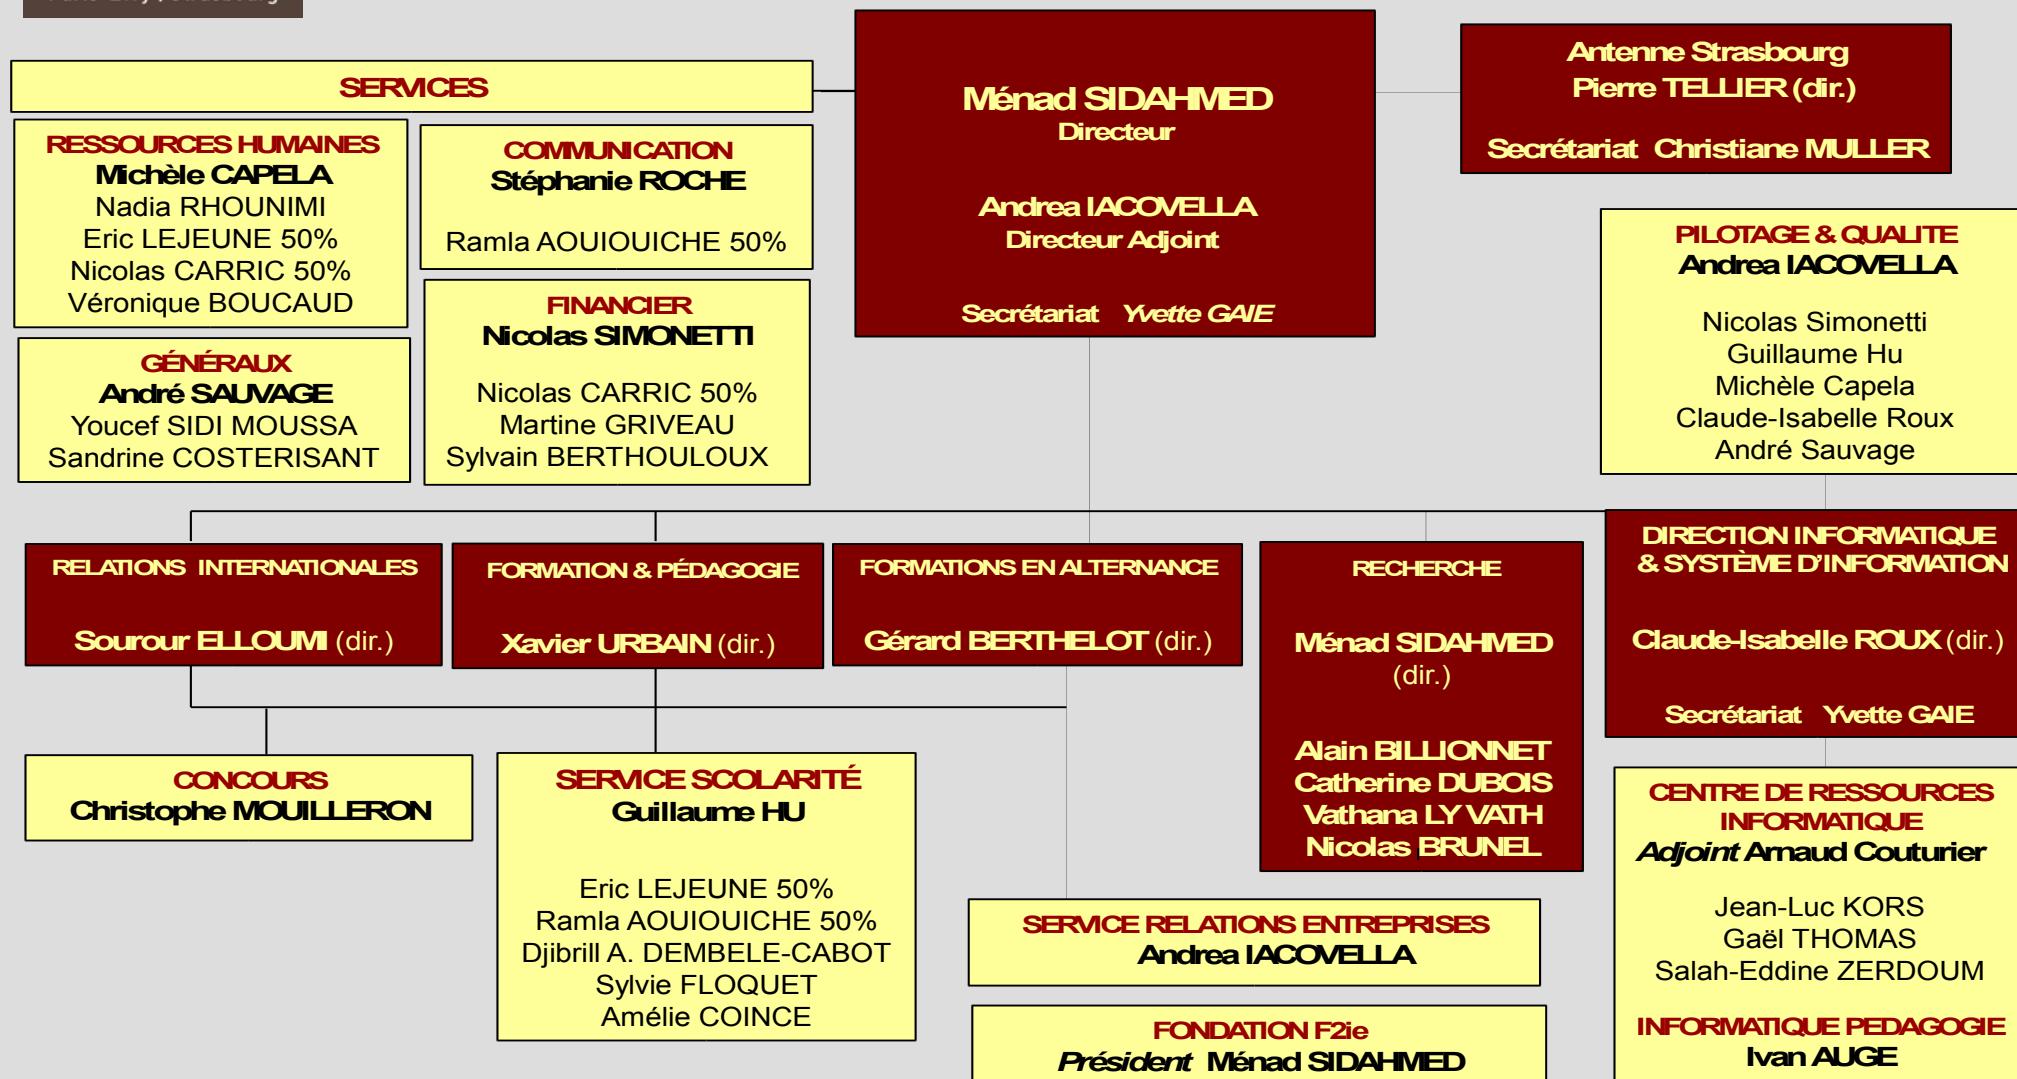 SERVICES
RESSOURCES HUMAINES
Michèle CAPELA
Nadia RHOUNIMI
Eric LEJEUNE 50%
Nicolas CARRIC 50%
Véronique BOUCAUD
COMMUNICATION
Stéphanie ROCHE
Ramla AOUIOUICHE 50%
GÉNÉRAUX
André SAUVAGE
Youcef SIDI MOUSSA
Sandrine COSTERISANT
FINANCIER
Nicolas SIMONETTI
Nicolas CARRIC 50%
Martine GRIVEAU
Sylvain BERTHOULOUX
Ménad SIDAHMED
Directeur
Andrea IACOVELLA
Directeur Adjoint
Secrétariat Yvette GAIE
Antenne Strasbourg
Pierre TELLIER (dir.)
Secrétariat Christiane MULLER
PILOTAGE & QUALITE
Andrea IACOVELLA
Nicolas Simonetti
Guillaume Hu
Michèle Capela
Claude-Isabelle Roux
André Sauvage
RELATIONS INTERNATIONALES
Sourour ELLOUMI (dir.)
FORMATION & PÉDAGOGIE
Xavier URBAIN (dir.)
FORMATIONS EN ALTERNANCE
Gérard BERTHELOT (dir.)
RECHERCHE
Ménad SIDAHMED
(dir.)
Alain BILLIONNET
Catherine DUBOIS
Vathana LY VATH
Nicolas BRUNEL
DIRECTION INFORMATIQUE
& SYSTÈME D'INFORMATION
Claude-Isabelle ROUX (dir.)
Secrétariat Yvette GAIE
CONCOURS
Christophe MOUILLERON
SERVICE SCOLARITÉ
Guillaume HU
Eric LEJEUNE 50%
Ramla AOUIOUICHE 50%
Djibrill A. DEMBELE-CABOT
Sylvie FLOQUET
Amélie COINCE
SERVICE RELATIONS ENTREPRISES
Andrea IACOVELLA
FONDATION F2ie
Président Ménad SIDAHMED
CENTRE DE RESSOURCES
INFORMATIQUE
Adjoint Arnaud Couturier
Jean-Luc KORS
Gaël THOMAS
Salah-Eddine ZERDOUM
INFORMATIQUE PEDAGOGIE
Ivan AUGE